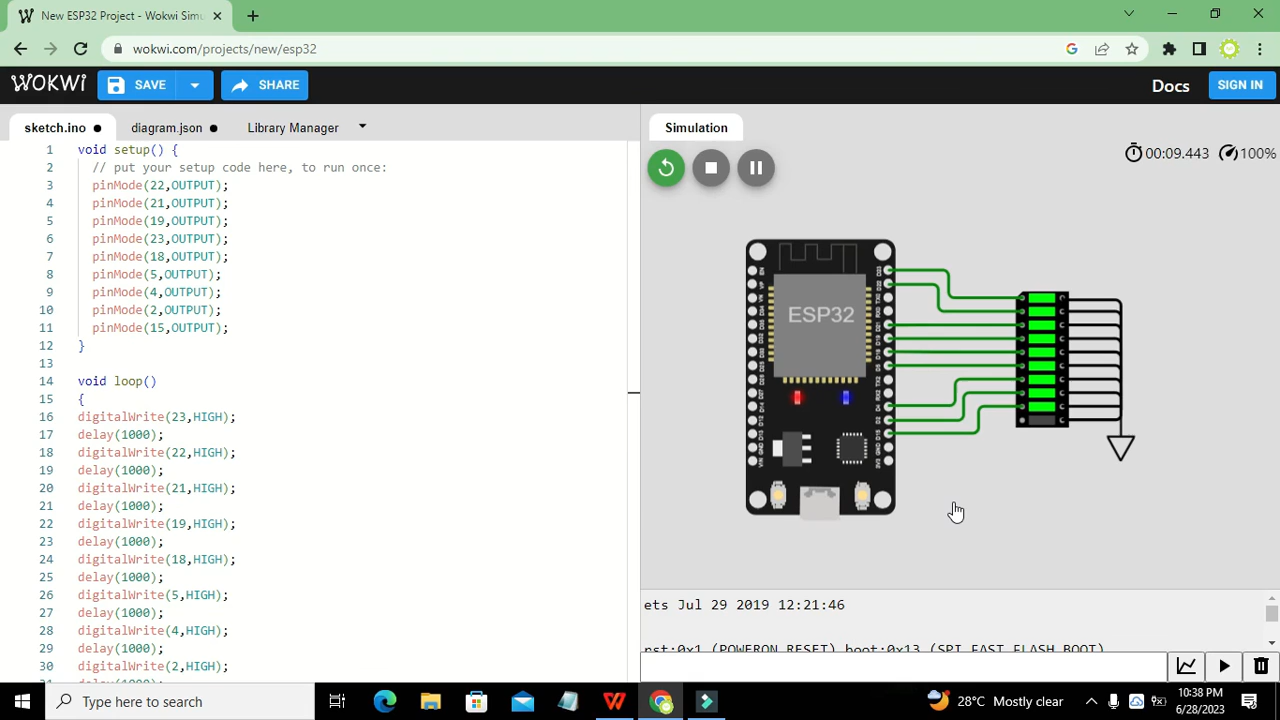 New ESP32 Project - Wokwi Simu
wokwi.com/projects/new/esp32
WOKWI SAVE SHARE Docs SIGN IN
sketch.ino diagram.json Library Manager
Simulation
00:09.443 100%
1 void setup() {
2 // put your setup code here, to run once:
3 pinMode(22,OUTPUT);
4 pinMode(21,OUTPUT);
5 pinMode(19,OUTPUT);
6 pinMode(23,OUTPUT);
7 pinMode(18,OUTPUT);
8 pinMode(5,OUTPUT);
9 pinMode(4,OUTPUT);
10 pinMode(2,OUTPUT);
11 pinMode(15,OUTPUT);
12 }
13
14 void loop()
15 {
16 digitalWrite(23,HIGH);
17 delay(1000);
18 digitalWrite(22,HIGH);
19 delay(1000);
20 digitalWrite(21,HIGH);
21 delay(1000);
22 digitalWrite(19,HIGH);
23 delay(1000);
24 digitalWrite(18,HIGH);
25 delay(1000);
26 digitalWrite(5,HIGH);
27 delay(1000);
28 digitalWrite(4,HIGH);
29 delay(1000);
30 digitalWrite(2,HIGH);
ESP32
ets Jul 29 2019 12:21:46
rst:0x1 (POWERON_RESET),boot:0x13 (SPI_FAST_FLASH_BOOT)
Type here to search
28°C Mostly clear
10:38 PM
6/28/2023